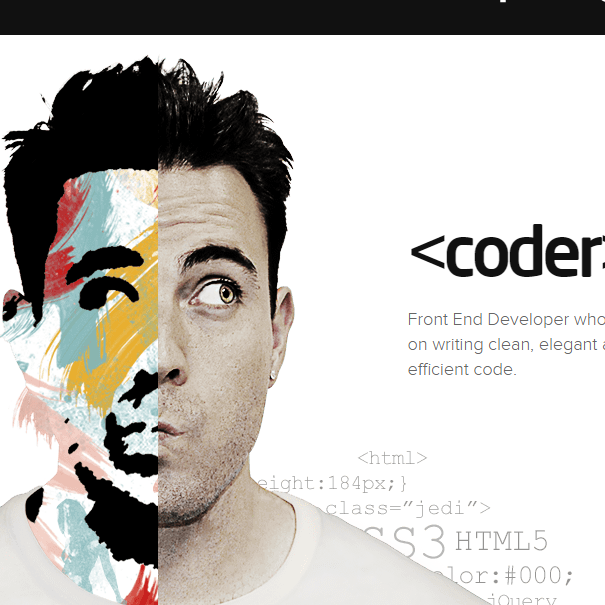 <coder>
Front End Developer who
on writing clean, elegant a
efficient code.
<html>
eight:184px;}
class=”jedi”>
SS3 HTML5
lor:#000;
jQuery